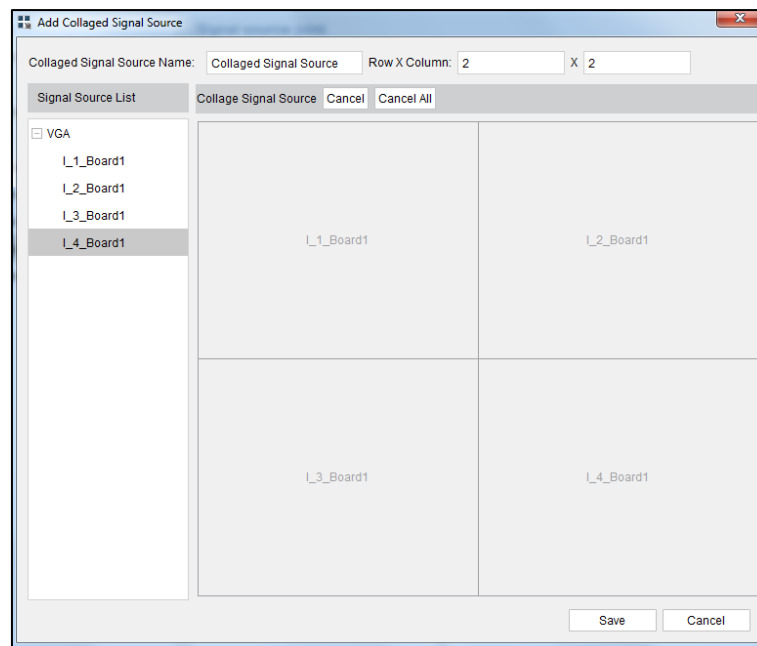 Add Collaged Signal Source
Collaged Signal Source Name: Collaged Signal Source Row X Column: 2 X 2
Signal Source List
Collage Signal Source Cancel Cancel All
VGA
I_1_Board1
I_2_Board1
I_3_Board1
I_4_Board1
I_1_Board1 I_2_Board1
I_3_Board1 I_4_Board1
Save Cancel